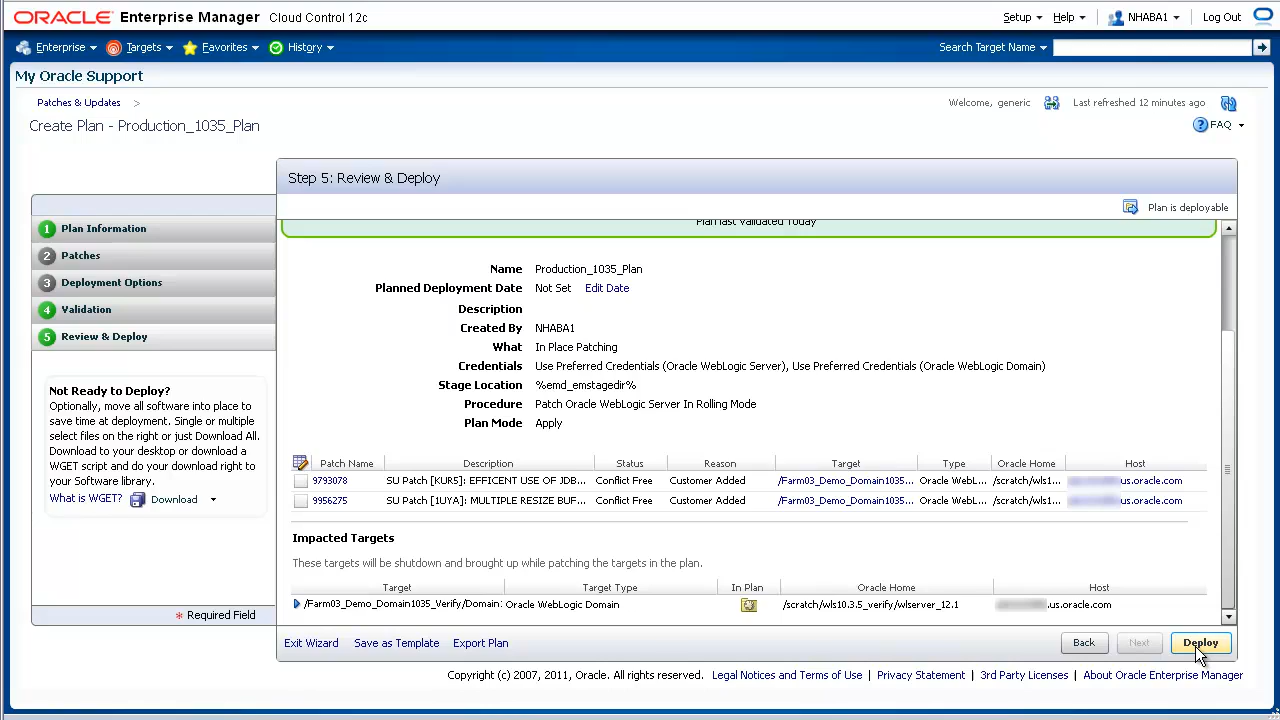 ORACLE Enterprise Manager Cloud Control 12c
Setup Help NHABA1 Log Out
Enterprise Targets Favorites History Search Target Name
My Oracle Support
Patches & Updates >
Welcome, generic Last refreshed 12 minutes ago
Create Plan - Production_1035_Plan
FAQ
Step 5: Review & Deploy
Plan is deployable
1 Plan Information
2 Patches
3 Deployment Options
4 Validation
5 Review & Deploy
Not Ready to Deploy?
Optionally, move all software into place to
save time at deployment. Single or multiple
select files on the right or just Download All.
Download to your desktop or download a
WGET script and do your download right to
your Software library.
What is WGET? Download
* Required Field
Plan last validated Today
Name Production_1035_Plan
Planned Deployment Date Not Set Edit Date
Description
Created By NHABA1
What In Place Patching
Credentials Use Preferred Credentials (Oracle WebLogic Server), Use Preferred Credentials (Oracle WebLogic Domain)
Stage Location %emd_emstagedir%
Procedure Patch Oracle WebLogic Server In Rolling Mode
Plan Mode Apply
Patch Name Description Status Reason Target Type Oracle Home Host
9793078 SU Patch [KUR5]: EFFICENT USE OF JDB... Conflict Free Customer Added /Farm03_Demo_Domain1035... Oracle WebL... /scratch/wls1... us.oracle.com
9956275 SU Patch [1UYA]: MULTIPLE RESIZE BUF... Conflict Free Customer Added /Farm03_Demo_Domain1035... Oracle WebL... /scratch/wls1... us.oracle.com
Impacted Targets
These targets will be shutdown and brought up while patching the targets in the plan.
Target Target Type In Plan Oracle Home Host
/Farm03_Demo_Domain1035_Verify/Domain: Oracle WebLogic Domain /scratch/wls10.3.5_verify/wlserver_12.1 .us.oracle.com
Exit Wizard Save as Template Export Plan Back Next Deploy
Copyright (c) 2007, 2011, Oracle. All rights reserved. Legal Notices and Terms of Use | Privacy Statement | 3rd Party Licenses | About Oracle Enterprise Manager